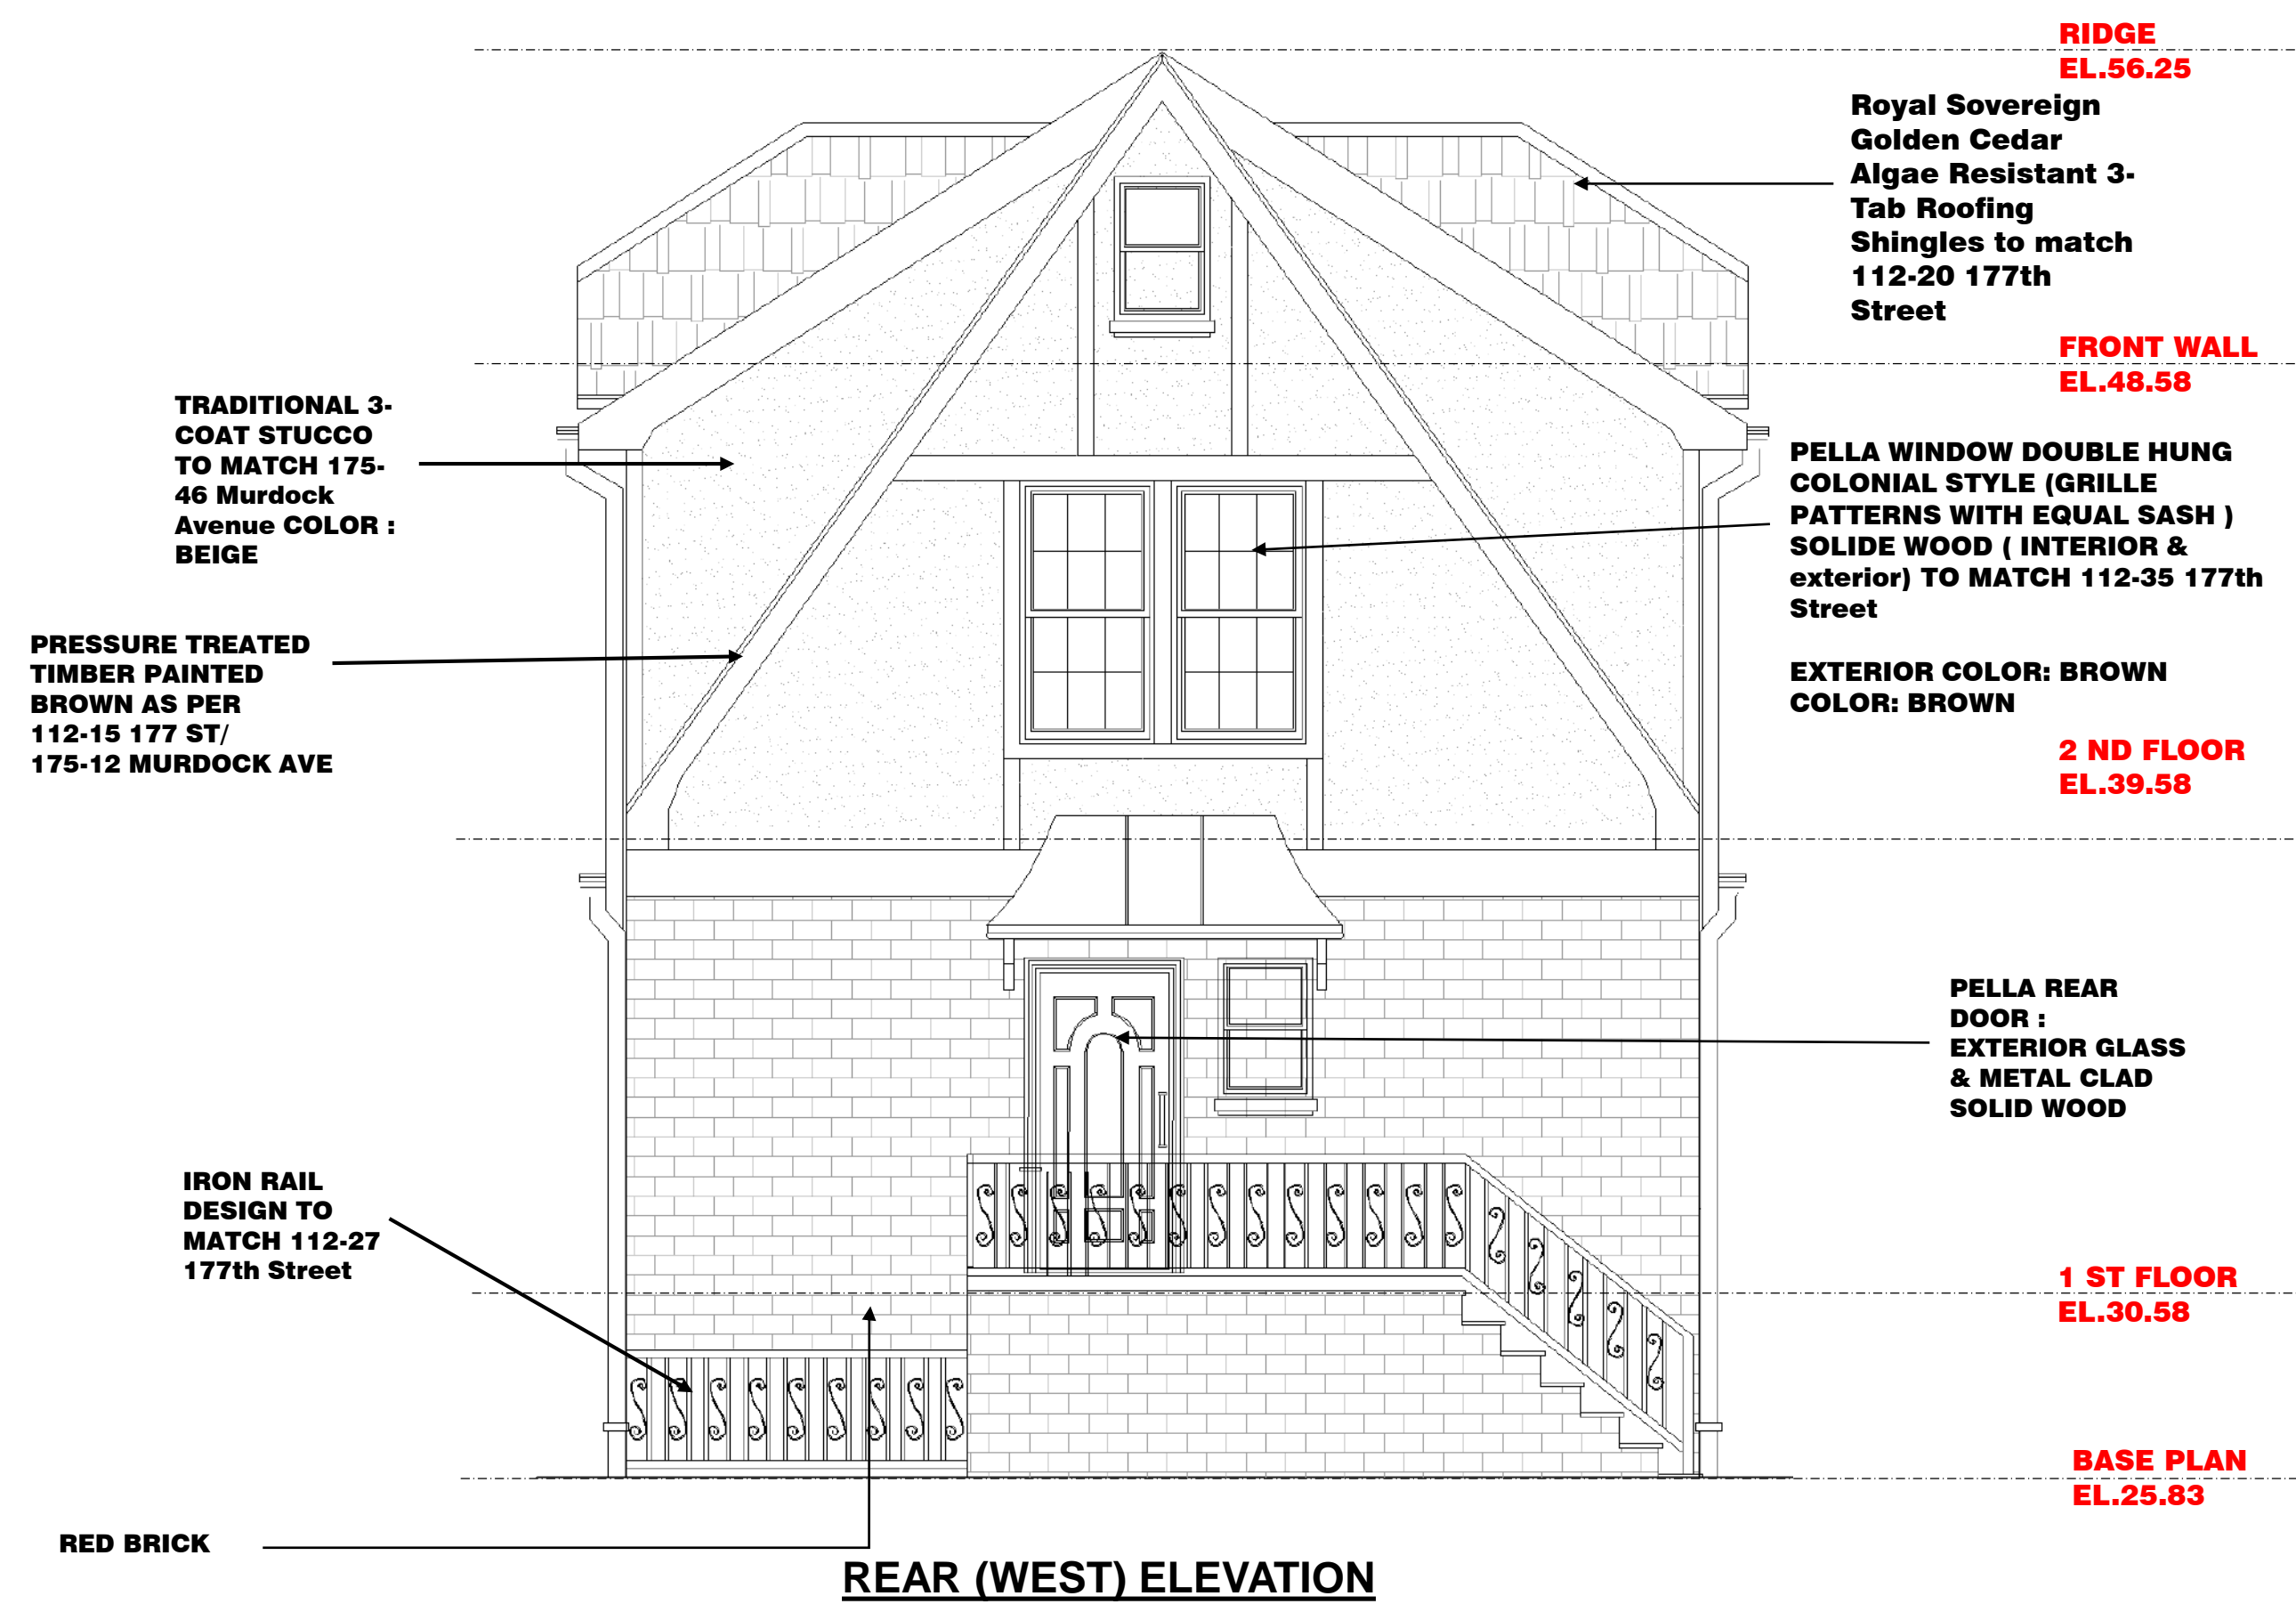 RIDGE
EL.56.25
Royal Sovereign
Golden Cedar
Algae Resistant 3-
Tab Roofing
Shingles to match
112-20 177th
Street
FRONT WALL
EL.48.58
TRADITIONAL 3-
COAT STUCCO
TO MATCH 175-
46 Murdock
Avenue COLOR :
BEIGE
PELLA WINDOW DOUBLE HUNG
COLONIAL STYLE (GRILLE
PATTERNS WITH EQUAL SASH )
SOLIDE WOOD ( INTERIOR &
exterior) TO MATCH 112-35 177th
Street
EXTERIOR COLOR: BROWN
COLOR: BROWN
PRESSURE TREATED
TIMBER PAINTED
BROWN AS PER
112-15 177 ST/
175-12 MURDOCK AVE
2 ND FLOOR
EL.39.58
PELLA REAR
DOOR :
EXTERIOR GLASS
& METAL CLAD
SOLID WOOD
IRON RAIL
DESIGN TO
MATCH 112-27
177th Street
1 ST FLOOR
EL.30.58
BASE PLAN
EL.25.83
RED BRICK
REAR (WEST) ELEVATION